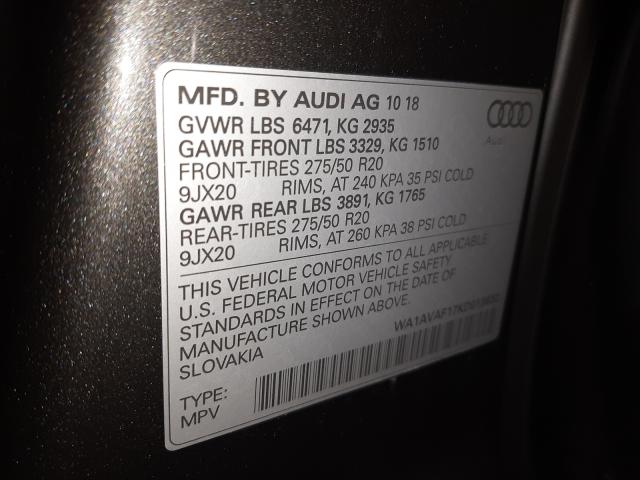 MFD. BY AUDI AG 10 18
GVWR LBS 6471, KG 2935
GAWR FRONT LBS 3329, KG 1510
FRONT-TIRES 275/50 R20
9JX20 RIMS, AT 240 KPA 35 PSI COLD
GAWR REAR LBS 3891, KG 1765
REAR-TIRES 275/50 R20
9JX20 RIMS, AT 260 KPA 38 PSI COLD
Audi
THIS VEHICLE CONFORMS TO ALL APPLICABLE
U.S. FEDERAL MOTOR VEHICLE SAFETY
STANDARDS IN EFFECT ON THE DATE OF
MANUFACTURE SHOWN ABOVE.
SLOVAKIA
TYPE:
MPV